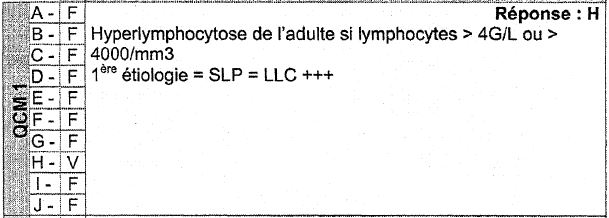 QCM 1
A - F Réponse : H
B - F Hyperlymphocytose de l'adulte si lymphocytes > 4G/L ou >
C - F 4000/mm3
D - F 1ère étiologie = SLP = LLC +++
E - F
F - F
G - F
H - V
I - F
J - F